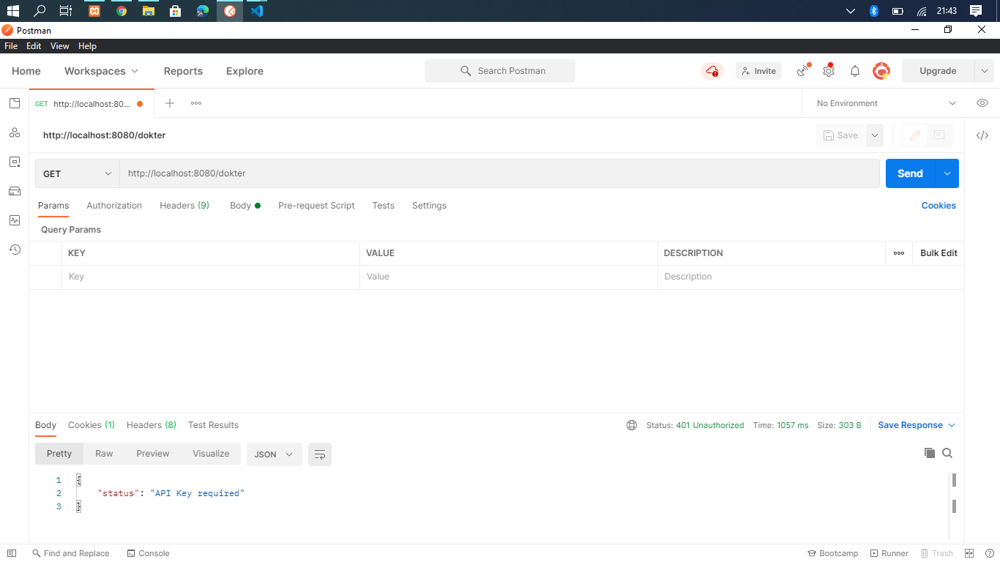 21:43
Postman
File Edit View Help
Home Workspaces Reports Explore Search Postman Invite Upgrade
GET http://localhost:80... No Environment
http://localhost:8080/dokter Save
GET http://localhost:8080/dokter Send
Params Authorization Headers (9) Body Pre-request Script Tests Settings Cookies
Query Params
KEY VALUE DESCRIPTION Bulk Edit
Key Value Description
Body Cookies (1) Headers (8) Test Results Status: 401 Unauthorized Time: 1057 ms Size: 303 B Save Response
Pretty Raw Preview Visualize JSON
1 {
2 "status": "API Key required"
3 }
Find and Replace Console Bootcamp Runner Trash